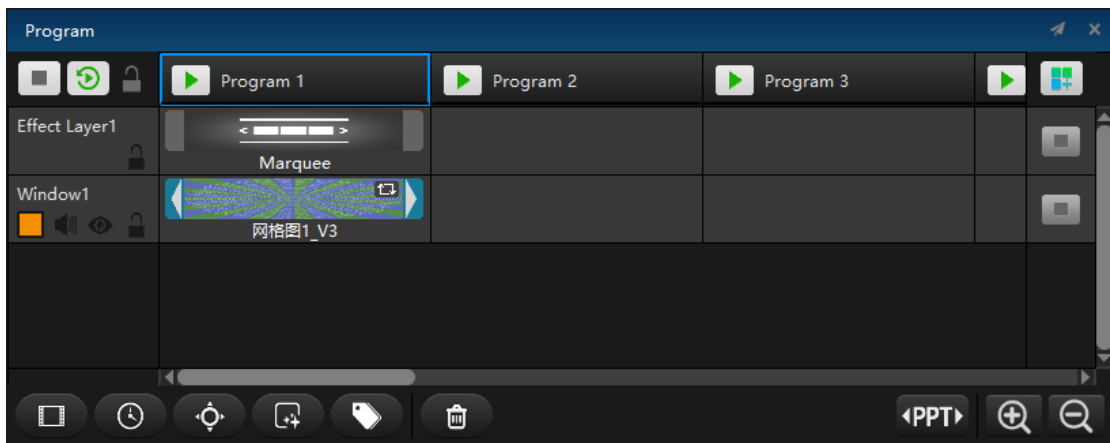 Program
Program 1
Program 2
Program 3
Effect Layer1
Marquee
Window1
网格图1_V3
PPT